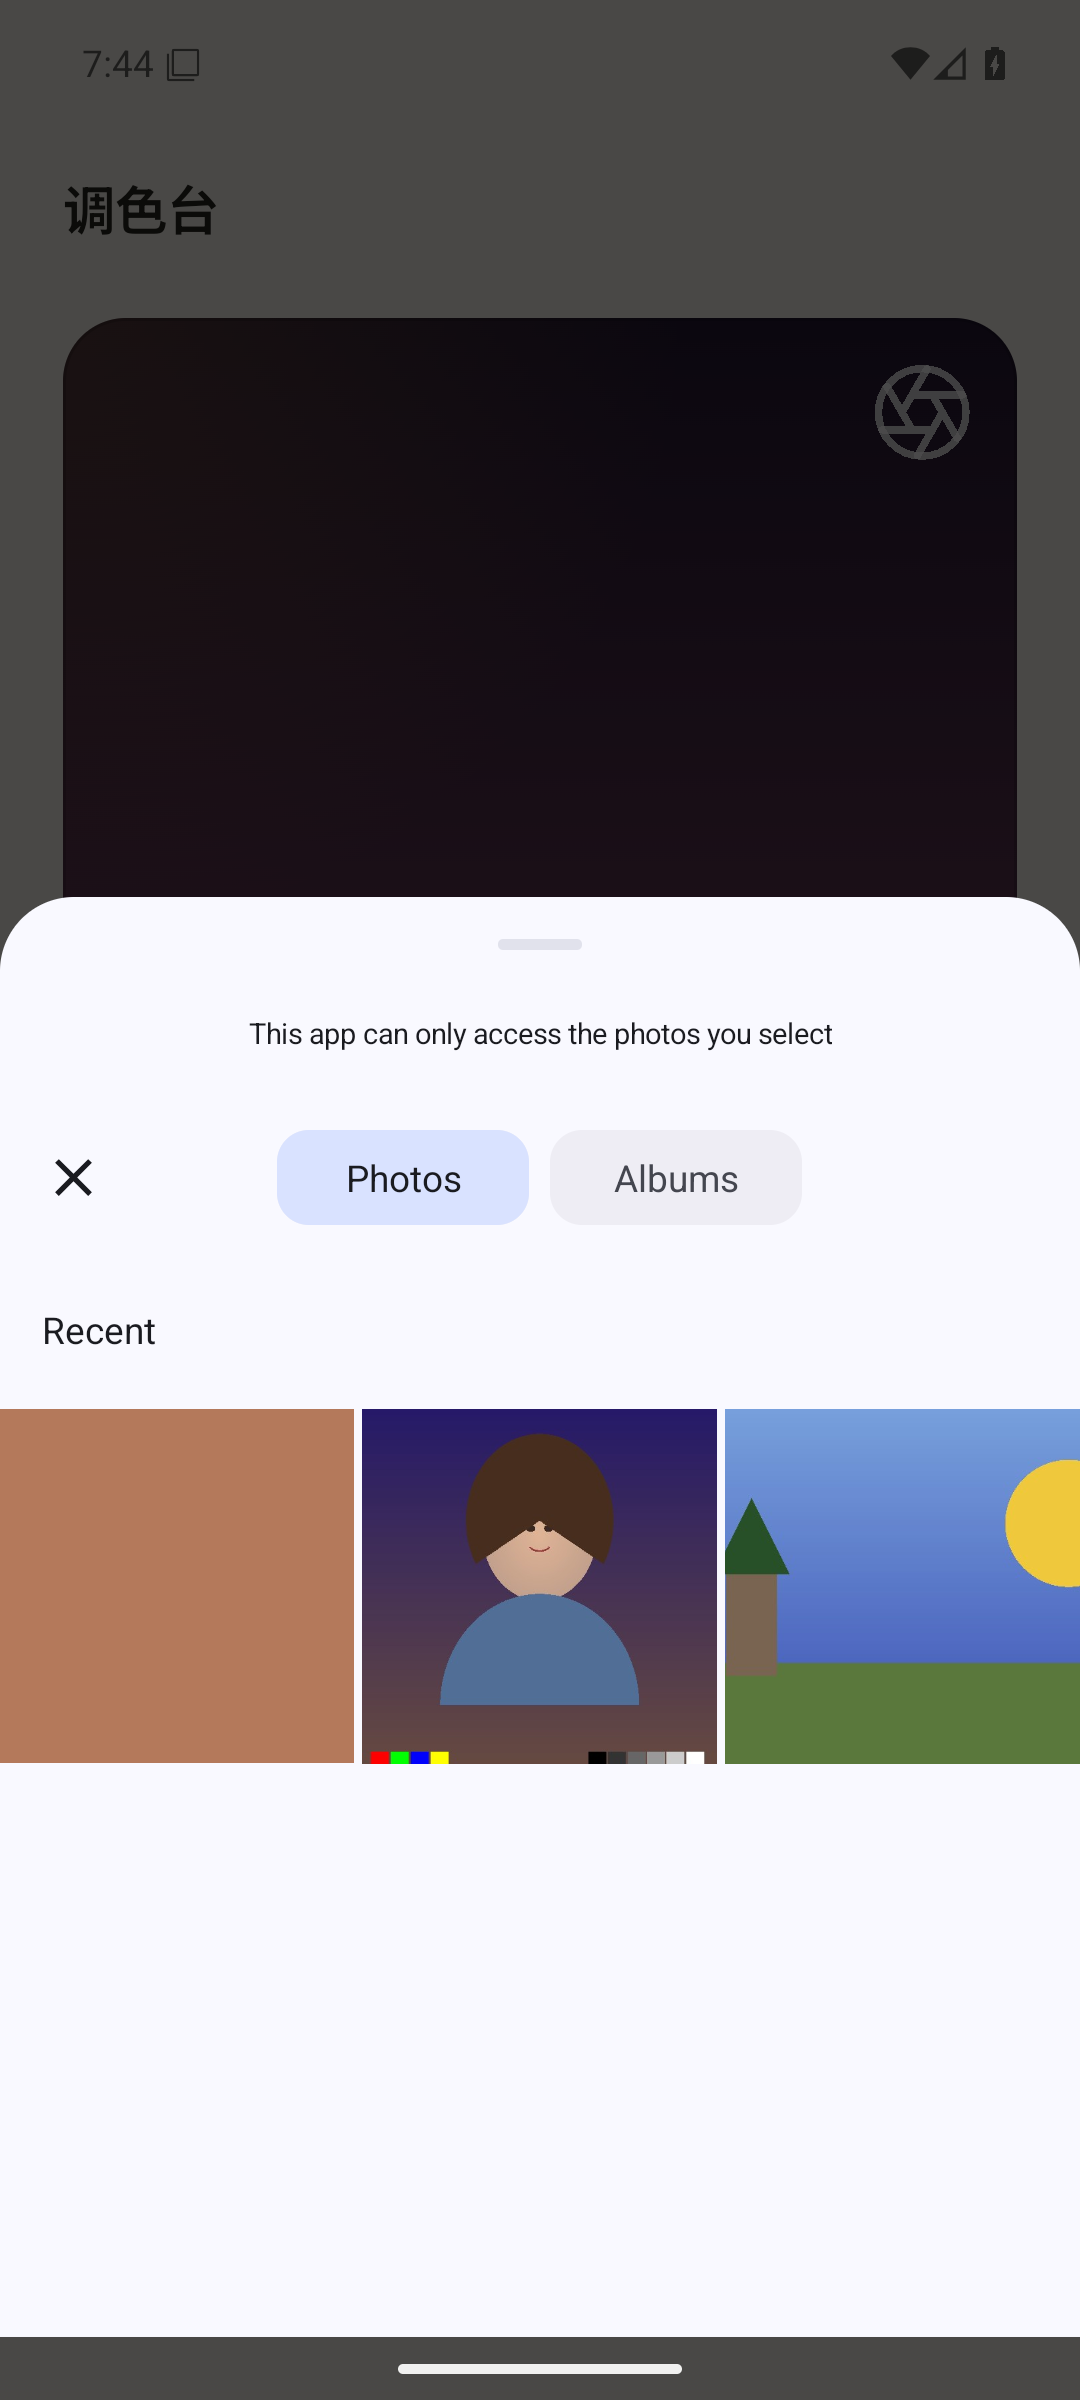 7:44
调色台
This app can only access the photos you select
Photos
Albums
Recent